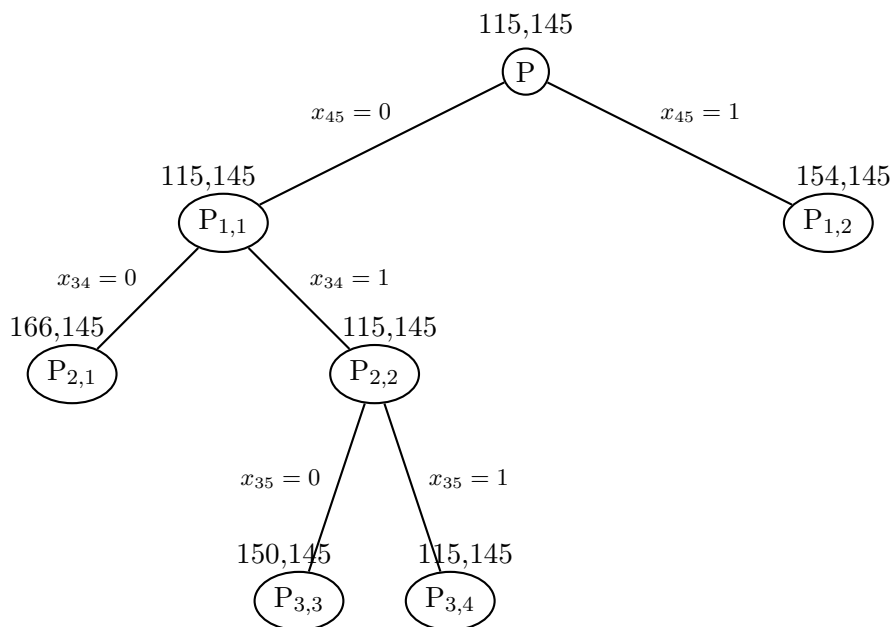 115,145
P
x₄₅ = 0
x₄₅ = 1
115,145
154,145
P₁,₁
P₁,₂
x₃₄ = 0
x₃₄ = 1
166,145
115,145
P₂,₁
P₂,₂
x₃₅ = 0
x₃₅ = 1
150,145
115,145
P₃,₃
P₃,₄